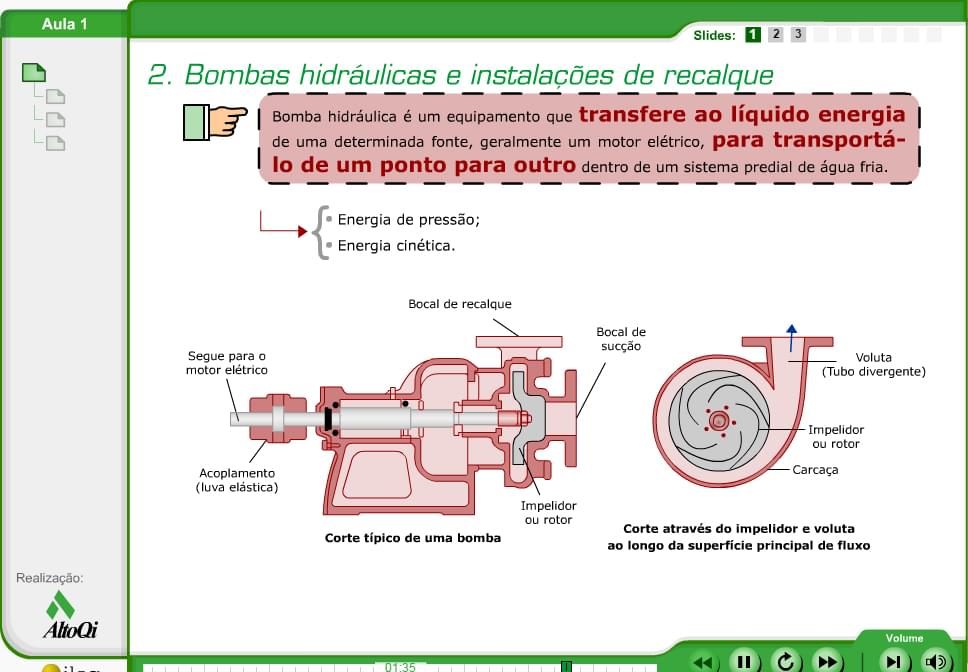 Aula 1
Slides: 1 2 3
2. Bombas hidráulicas e instalações de recalque
Bomba hidráulica é um equipamento que transfere ao líquido energia
de uma determinada fonte, geralmente um motor elétrico, para transportá-
lo de um ponto para outro dentro de um sistema predial de água fria.
• Energia de pressão;
• Energia cinética.
Bocal de recalque
Bocal de
sucção
Segue para o
motor elétrico
Acoplamento
(luva elástica)
Impelidor
ou rotor
Corte típico de uma bomba
Voluta
(Tubo divergente)
Impelidor
ou rotor
Carcaça
Corte através do impelidor e voluta
ao longo da superfície principal de fluxo
Realização:
AltoQi
01:35
Volume